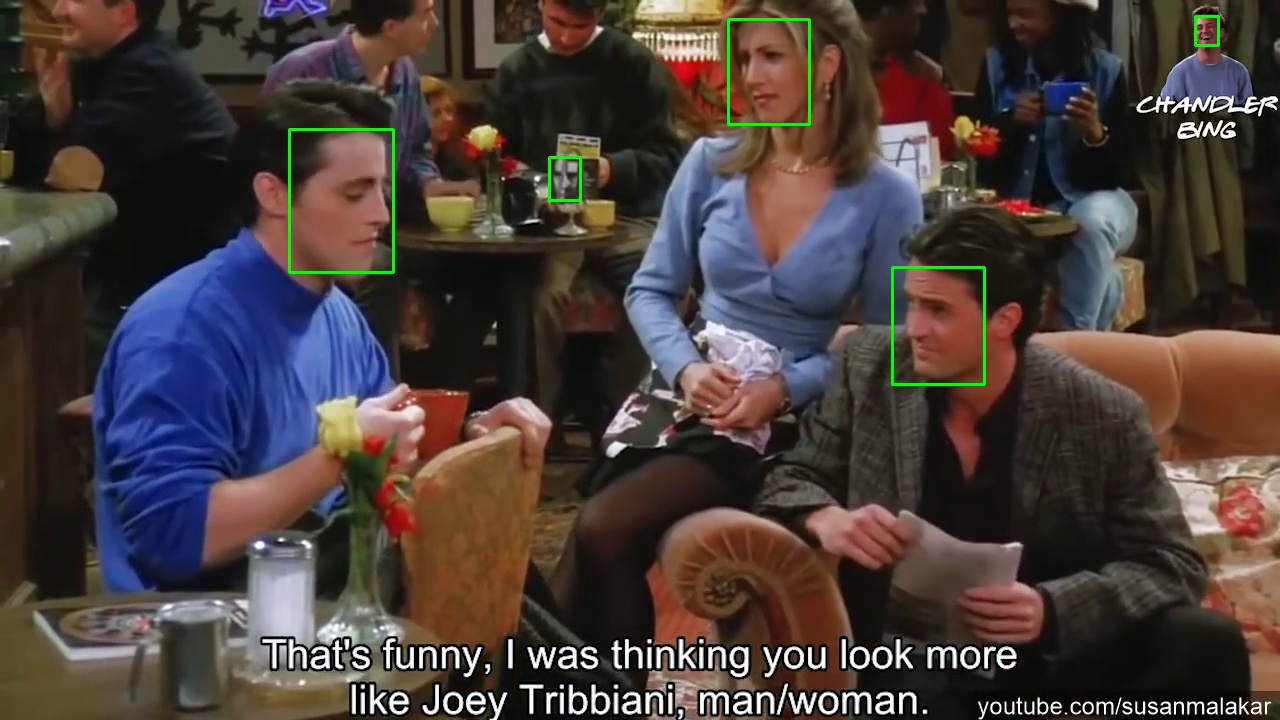 CHANDLER
BING
That's funny, I was thinking you look more
like Joey Tribbiani, man/woman.
youtube.com/susanmalakar